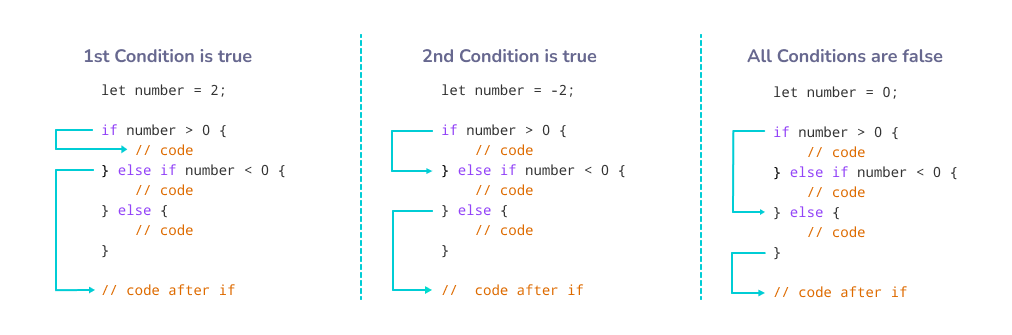 1st Condition is true
let number = 2;
if number > 0 {
// code
} else if number < 0 {
// code
} else {
// code
}
// code after if
2nd Condition is true
let number = -2;
if number > 0 {
// code
} else if number < 0 {
// code
} else {
// code
}
//  code after if
All Conditions are false
let number = 0;
if number > 0 {
// code
} else if number < 0 {
// code
} else {
// code
}
// code after if